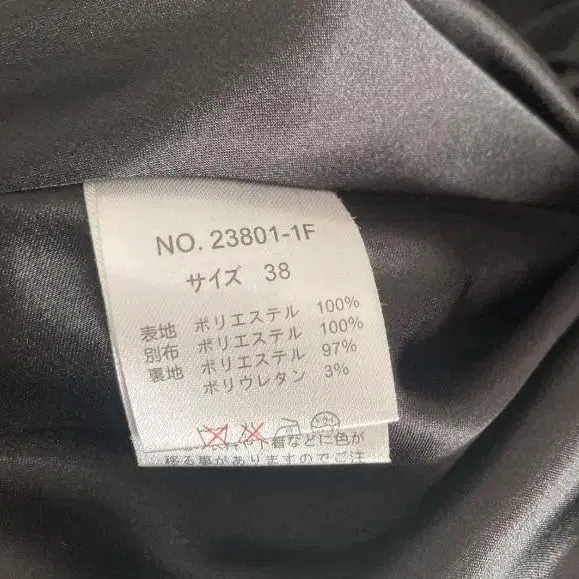 NO. 23801-1F
サイズ 38
表地 ポリエステル 100%
別布 ポリエステル 100%
裏地 ポリエステル 97%
ポリウレタン 3%
下着などに色が
移る事がありますのでご注